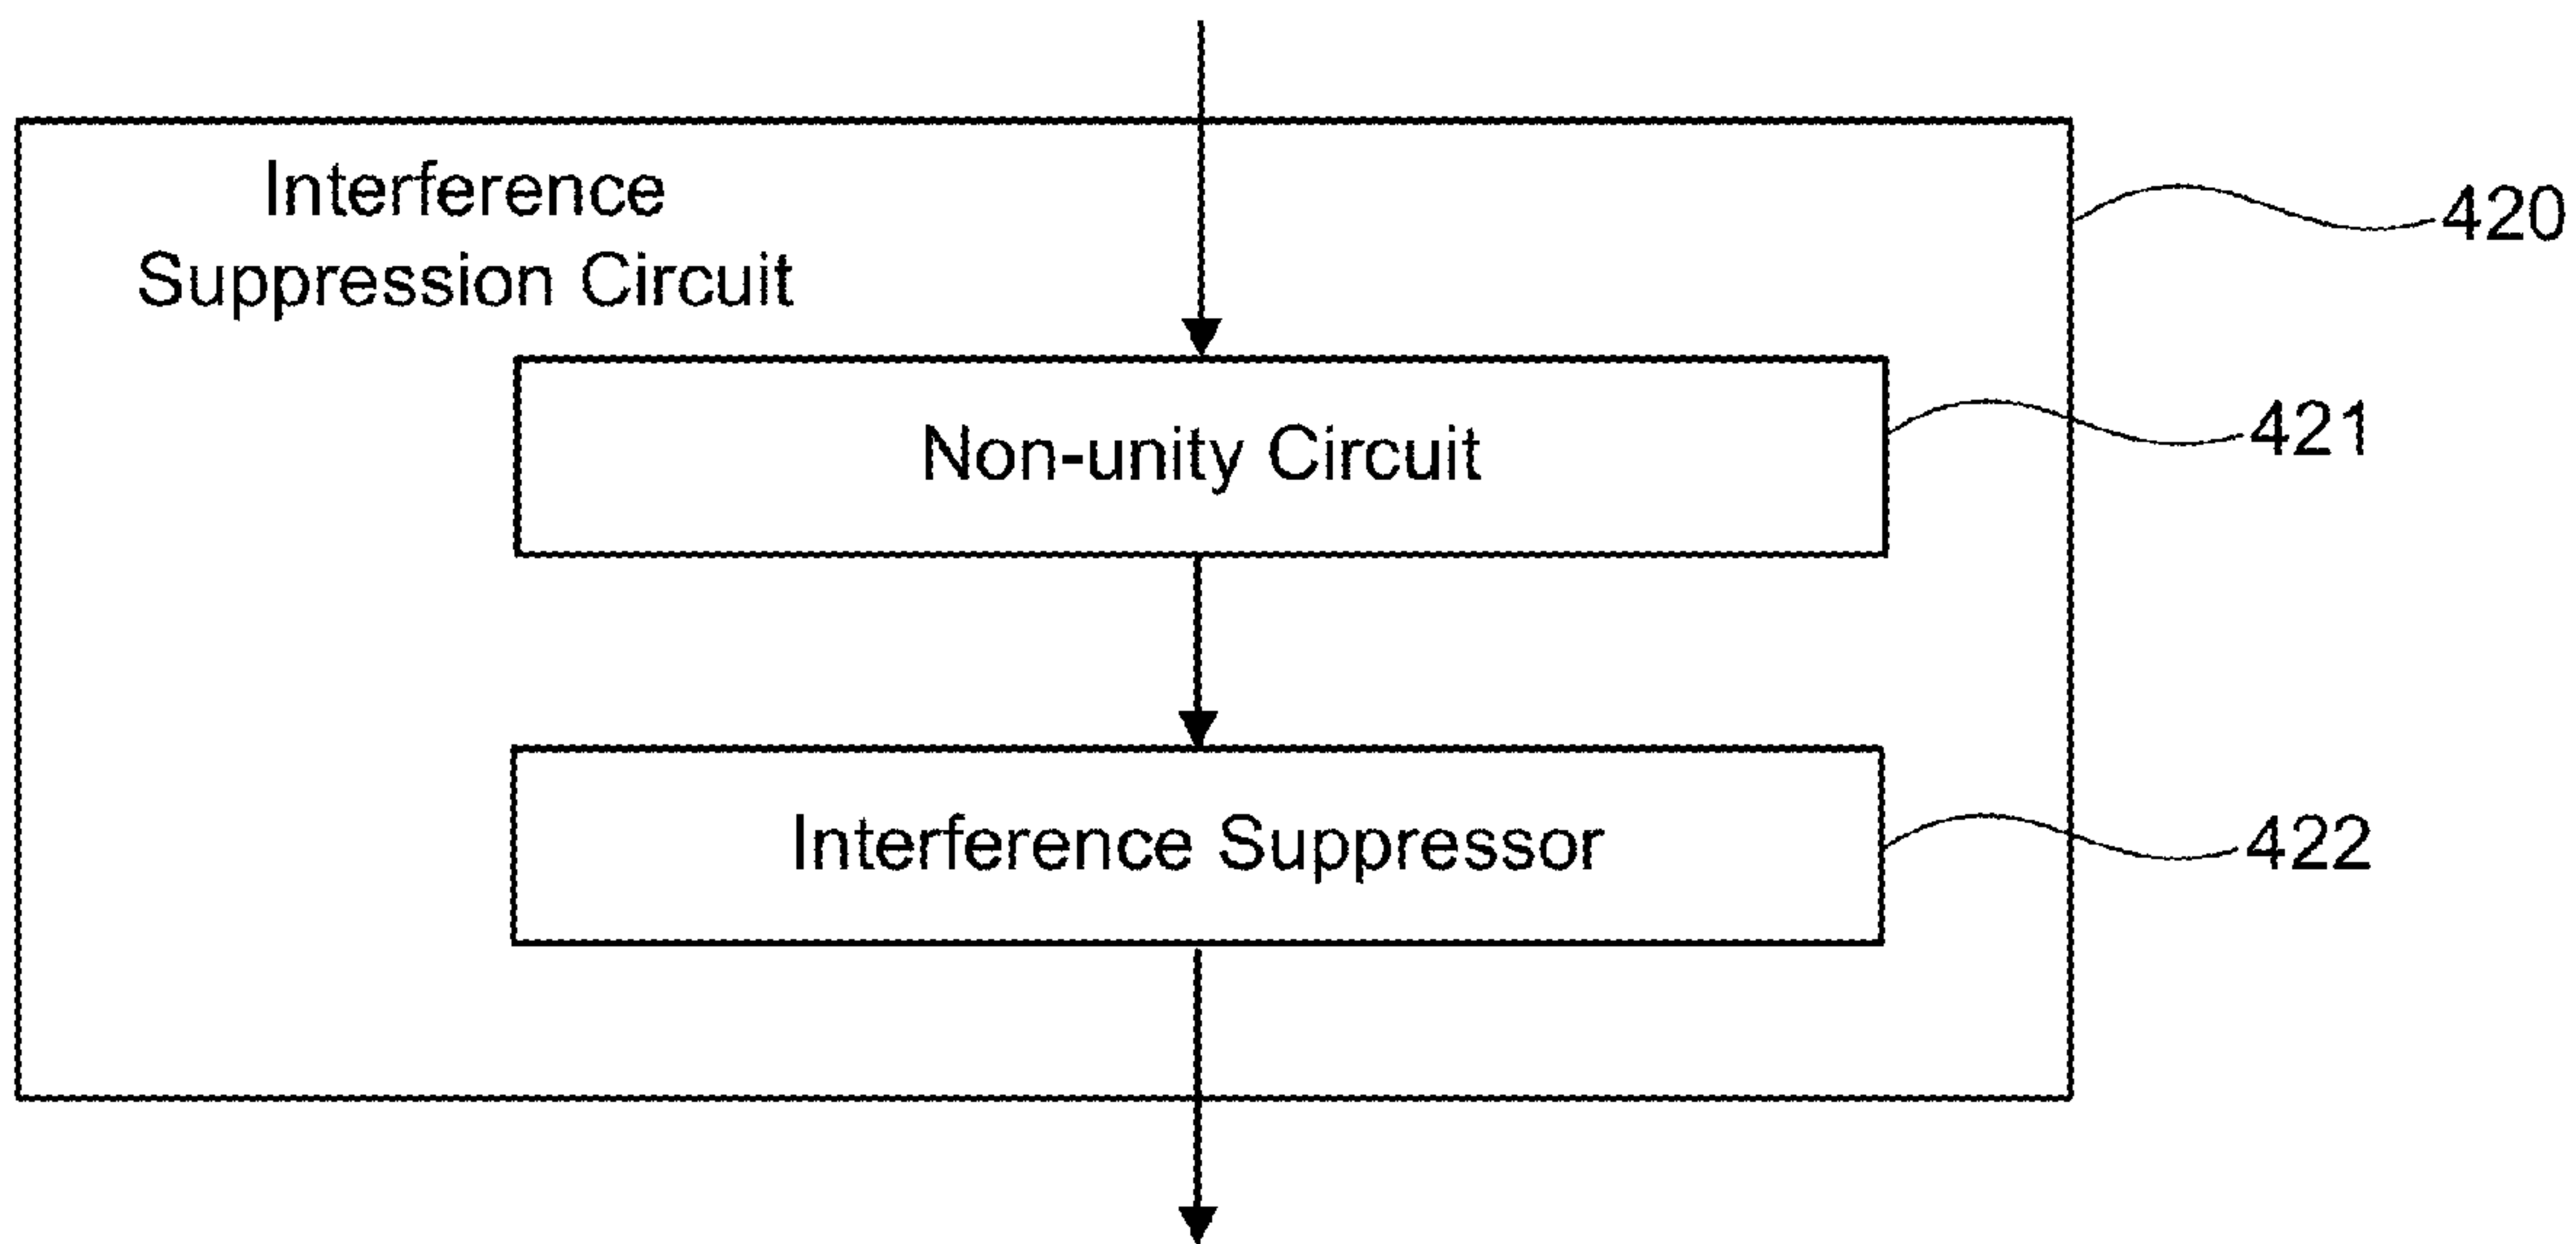 Interference
Suppression Circuit
420
Non-unity Circuit
421
Interference Suppressor
422